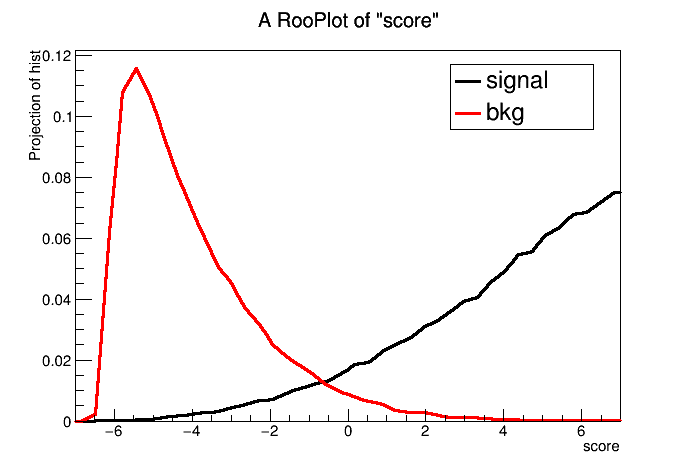 A RooPlot of "score"
Projection of hist
0.12
0.1
0.08
0.06
0.04
0.02
0
signal
bkg
−6 −4 −2 0 2 4 6
score